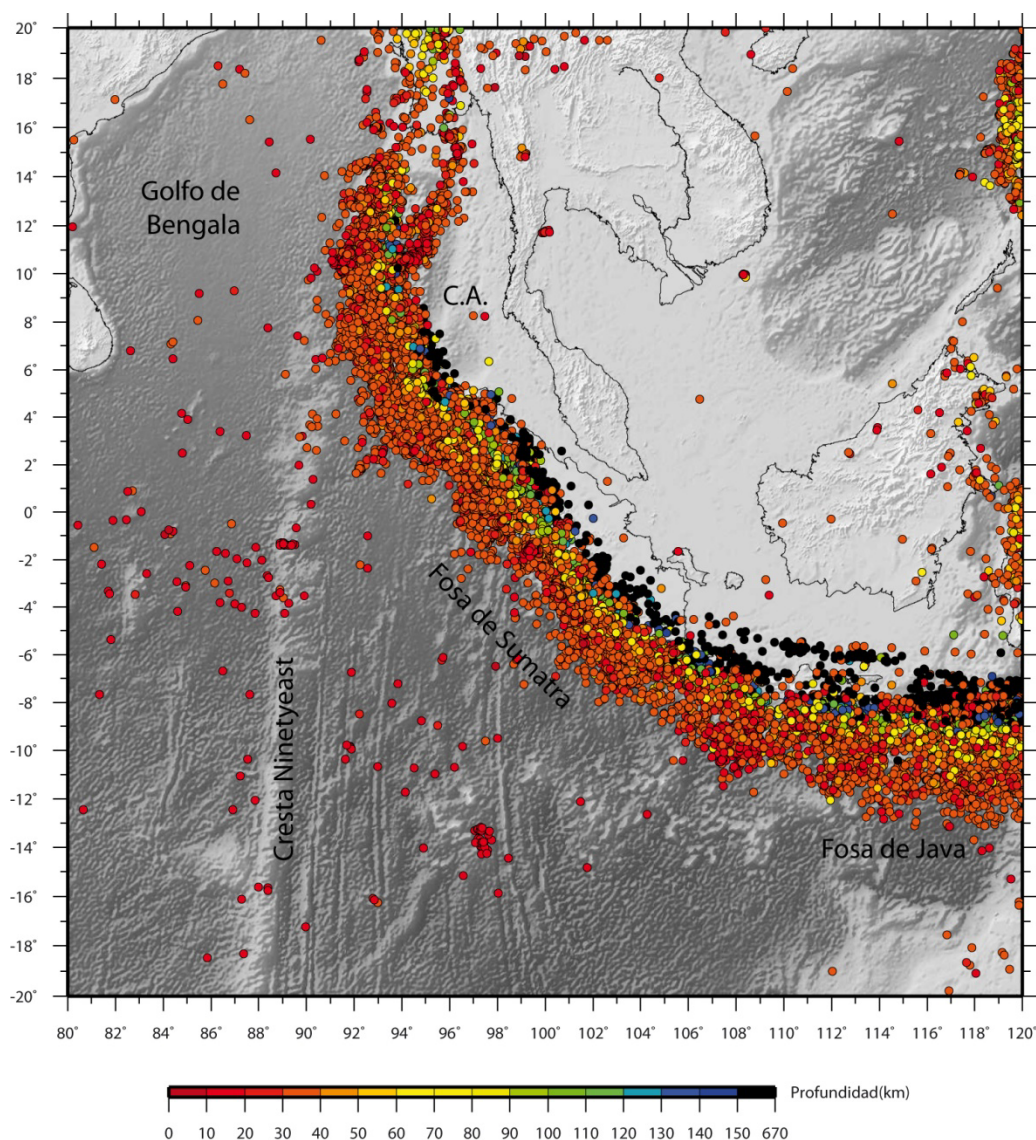 20˚
18˚
16˚
14˚
12˚
10˚
8˚
6˚
4˚
2˚
0˚
-2˚
-4˚
-6˚
-8˚
-10˚
-12˚
-14˚
-16˚
-18˚
-20˚
Golfo de
Bengala
C.A.
Fosa de Sumatra
Cresta Ninetyeast
Fosa de Java
80˚ 82˚ 84˚ 86˚ 88˚ 90˚ 92˚ 94˚ 96˚ 98˚ 100˚ 102˚ 104˚ 106˚ 108˚ 110˚ 112˚ 114˚ 116˚ 118˚ 120˚
Profundidad(km)
0 10 20 30 40 50 60 70 80 90 100 110 120 130 140 150 670